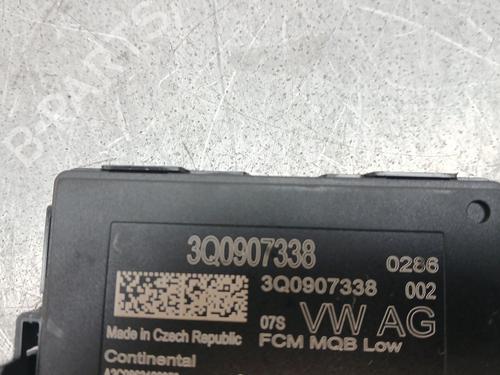 B-PARTS
3Q0907338
0286
3Q0907338 002
07S VW AG
Made in Czech Republic FCM MQB Low
Continental